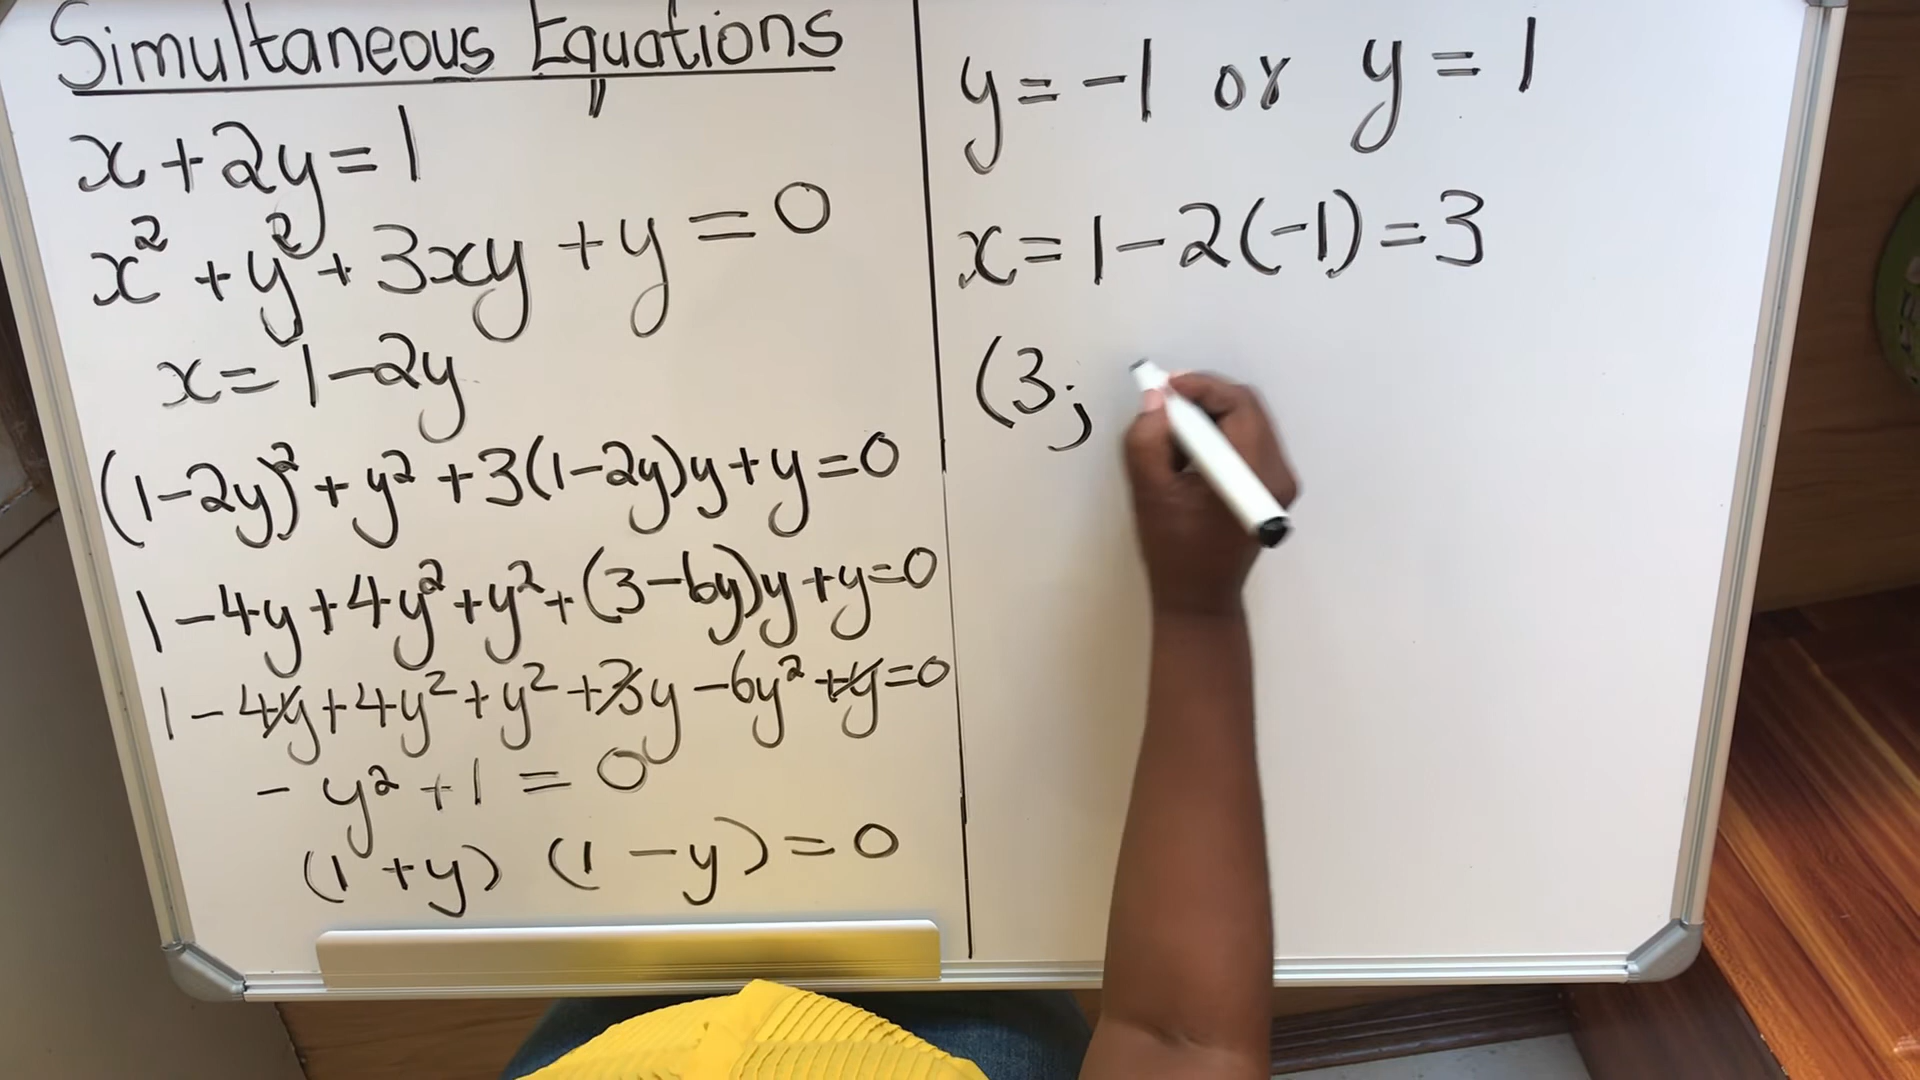 Simultaneous Equations
x + 2y = 1
x² + y² + 3xy + y = 0
x = 1 - 2y
(1-2y)² + y² + 3(1-2y)y + y = 0
1 - 4y + 4y² + y² + (3-6y)y + y = 0
1 - 4y + 4y² + y² + 3y - 6y² + y = 0
- y² + 1 = 0
(1 + y) (1 - y) = 0
y = -1 or y = 1
x = 1 - 2(-1) = 3
(3;